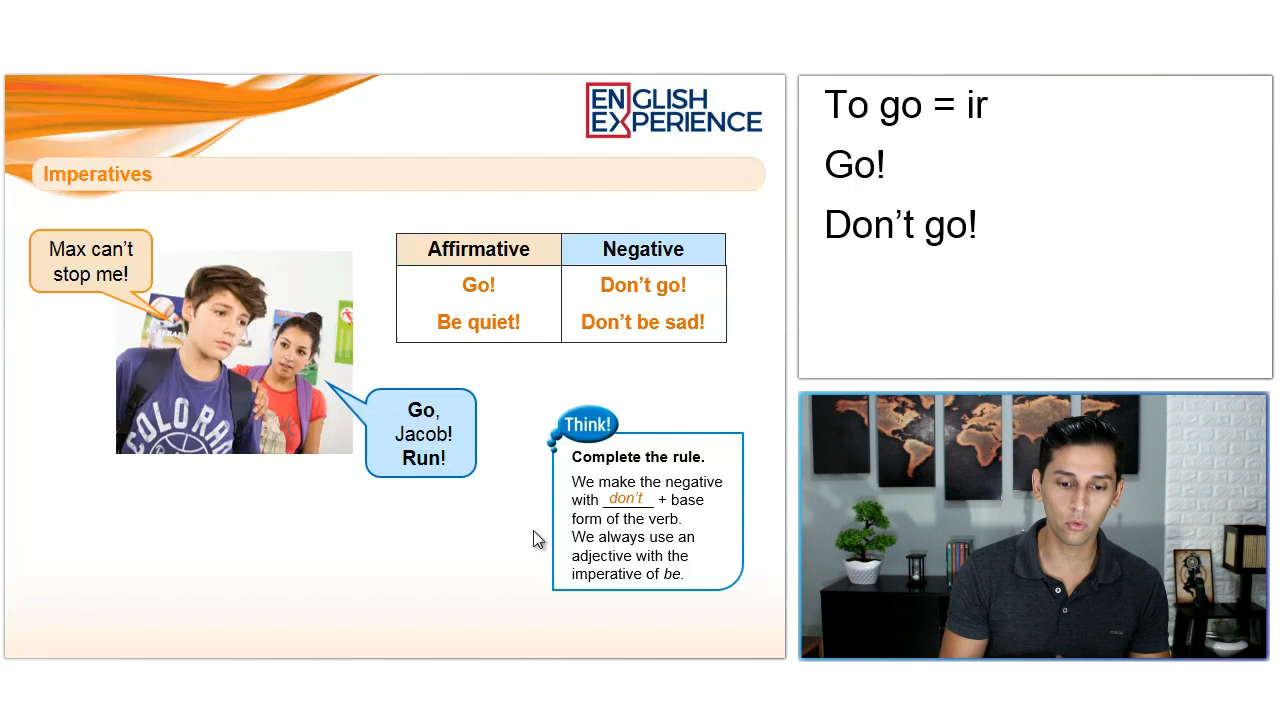 ENGLISH
EXPERIENCE
Imperatives
Max can't
stop me!
COLORA
Go,
Jacob!
Run!
Affirmative
Negative
Go!
Don't go!
Be quiet!
Don't be sad!
Think!
Complete the rule.
We make the negative
with don't + base
form of the verb.
We always use an
adjective with the
imperative of be.
To go = ir
Go!
Don't go!